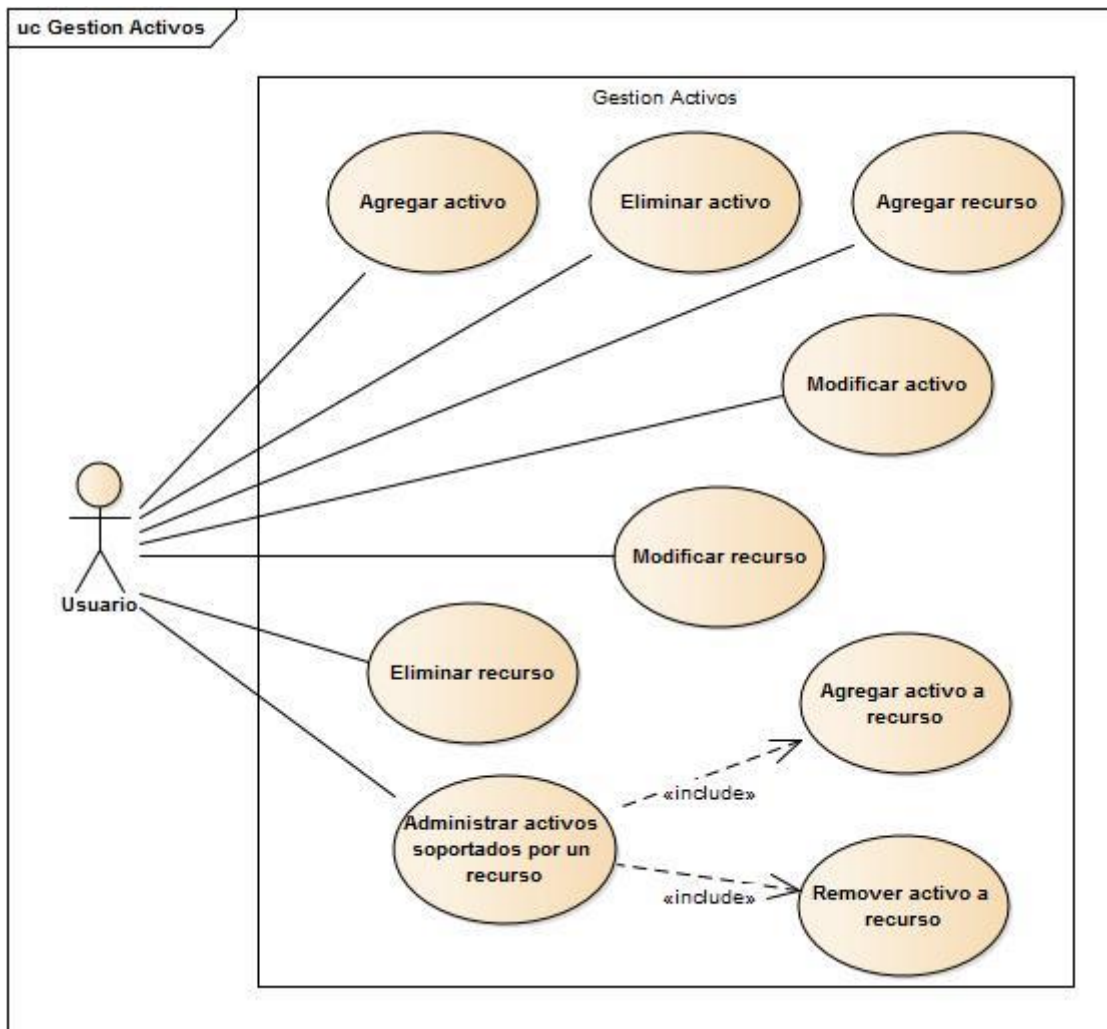 uc Gestion Activos
Gestion Activos
Agregar activo
Eliminar activo
Agregar recurso
Modificar activo
Modificar recurso
Usuario
Eliminar recurso
Agregar activo a
recurso
«include»
Administrar activos
soportados por un
recurso
«include»
Remover activo a
recurso